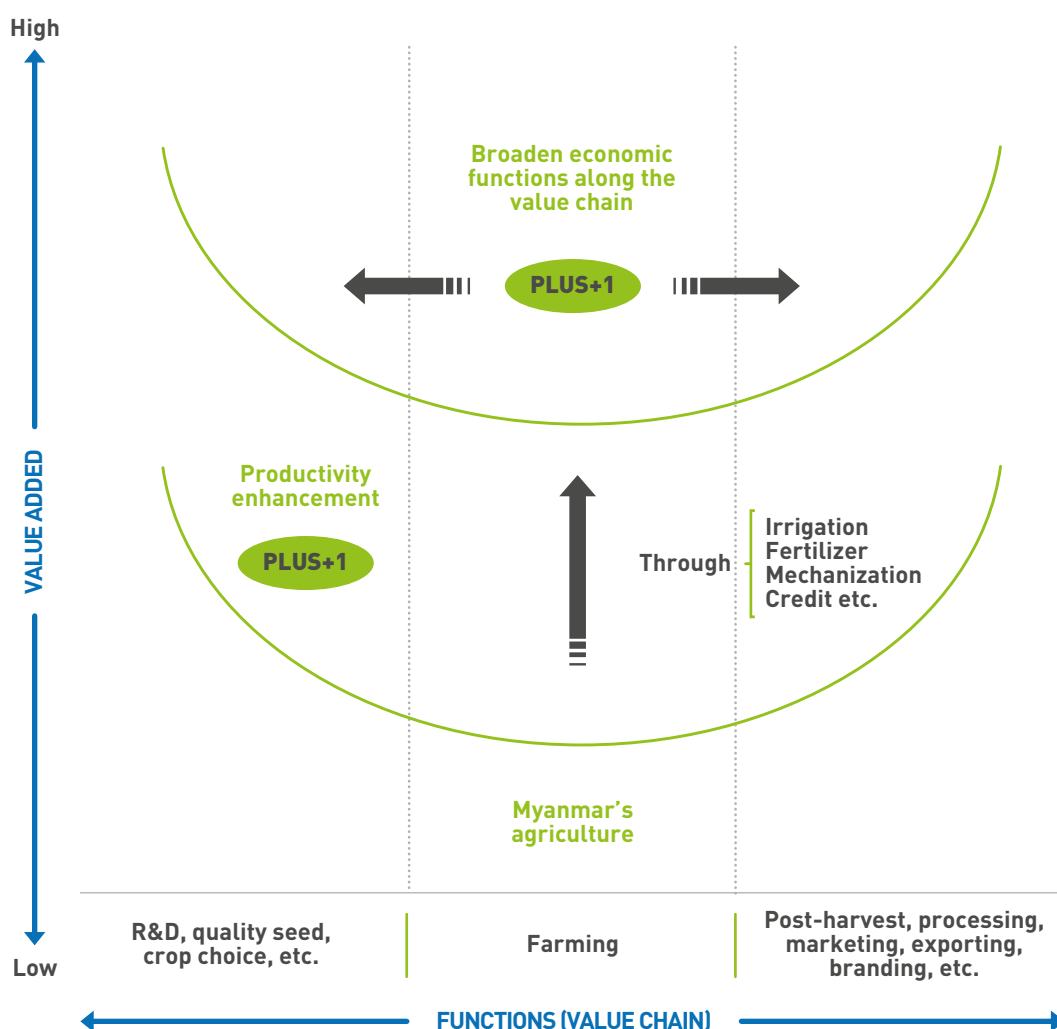 High
Broaden economic
functions along the
value chain
PLUS+1
VALUE ADDED
Productivity
enhancement
PLUS+1
Through
Irrigation
Fertilizer
Mechanization
Credit etc.
Myanmar’s
agriculture
R&D, quality seed,
crop choice, etc.
Farming
Post-harvest, processing,
marketing, exporting,
branding, etc.
Low
FUNCTIONS (VALUE CHAIN)